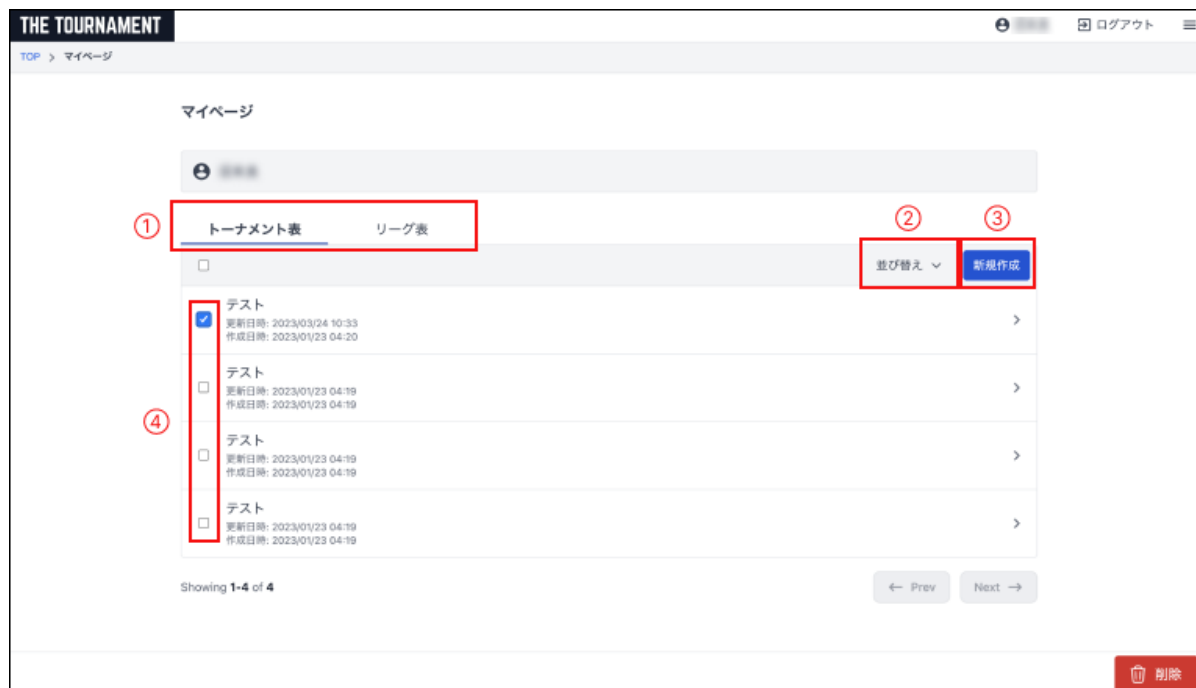 THE TOURNAMENT
ログアウト
TOP > マイページ
マイページ
① トーナメント表 リーグ表
② ③
並び替え 新規作成
テスト
更新日時: 2023/03/24 10:33
作成日時: 2023/01/23 04:20
テスト
更新日時: 2023/01/23 04:19
作成日時: 2023/01/23 04:19
④
テスト
更新日時: 2023/01/23 04:19
作成日時: 2023/01/23 04:19
テスト
更新日時: 2023/01/23 04:19
作成日時: 2023/01/23 04:19
Showing 1-4 of 4
← Prev Next →
削除